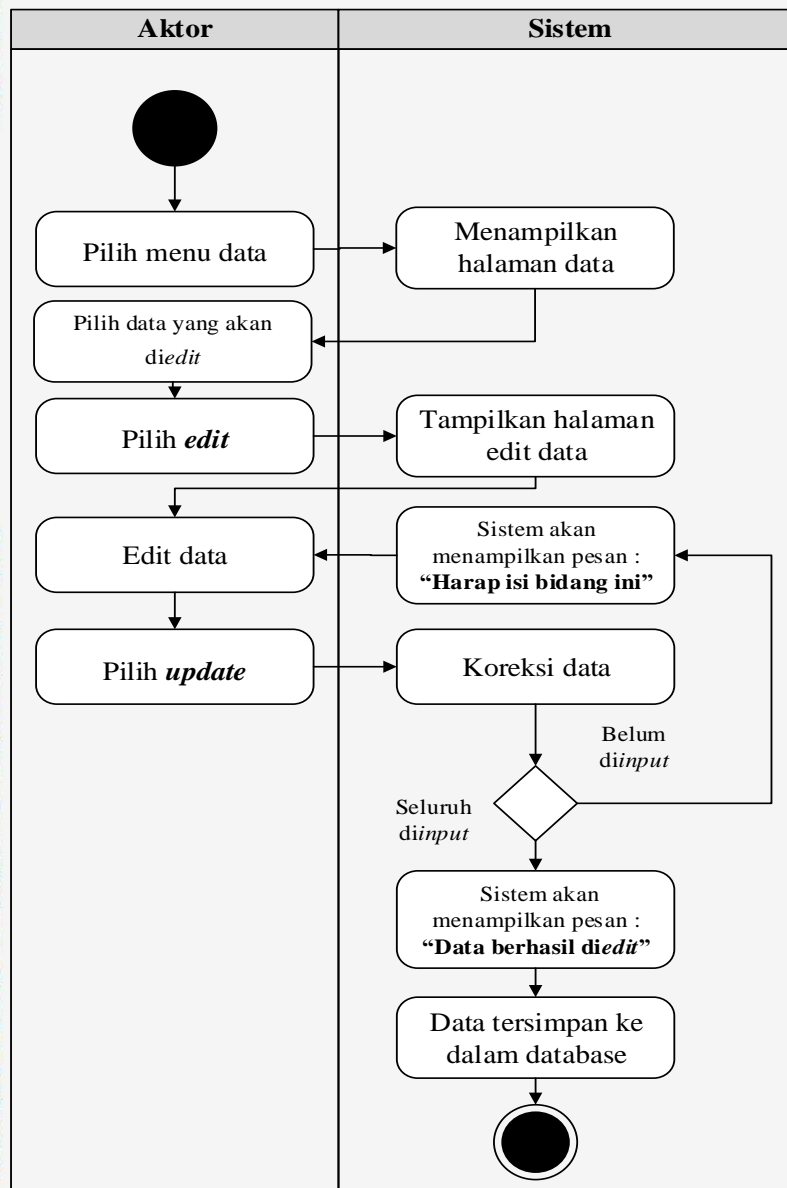 Aktor
Sistem
Pilih menu data
Menampilkan
halaman data
Pilih data yang akan
diedit
Pilih edit
Tampilkan halaman
edit data
Edit data
Sistem akan
menampilkan pesan :
“Harap isi bidang ini”
Pilih update
Koreksi data
Belum
diinput
Seluruh
diinput
Sistem akan
menampilkan pesan :
“Data berhasil diedit”
Data tersimpan ke
dalam database